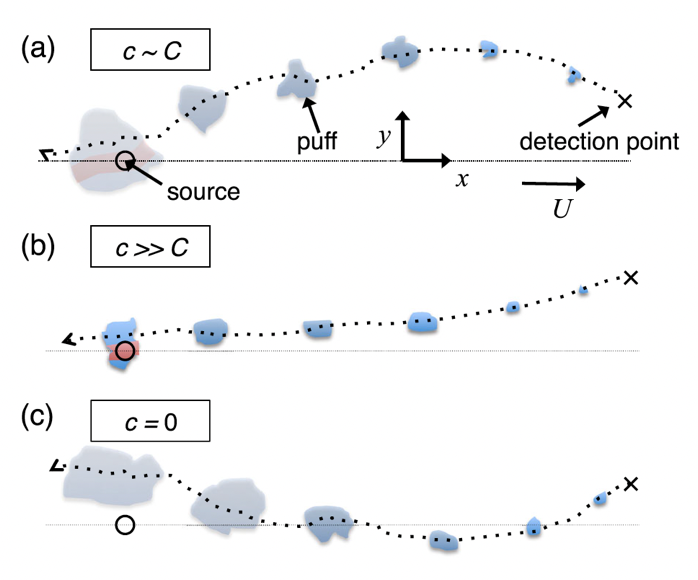 (a)
c ~ C
puff
y
x
detection point
source
U
(b)
c >> C
(c)
c = 0